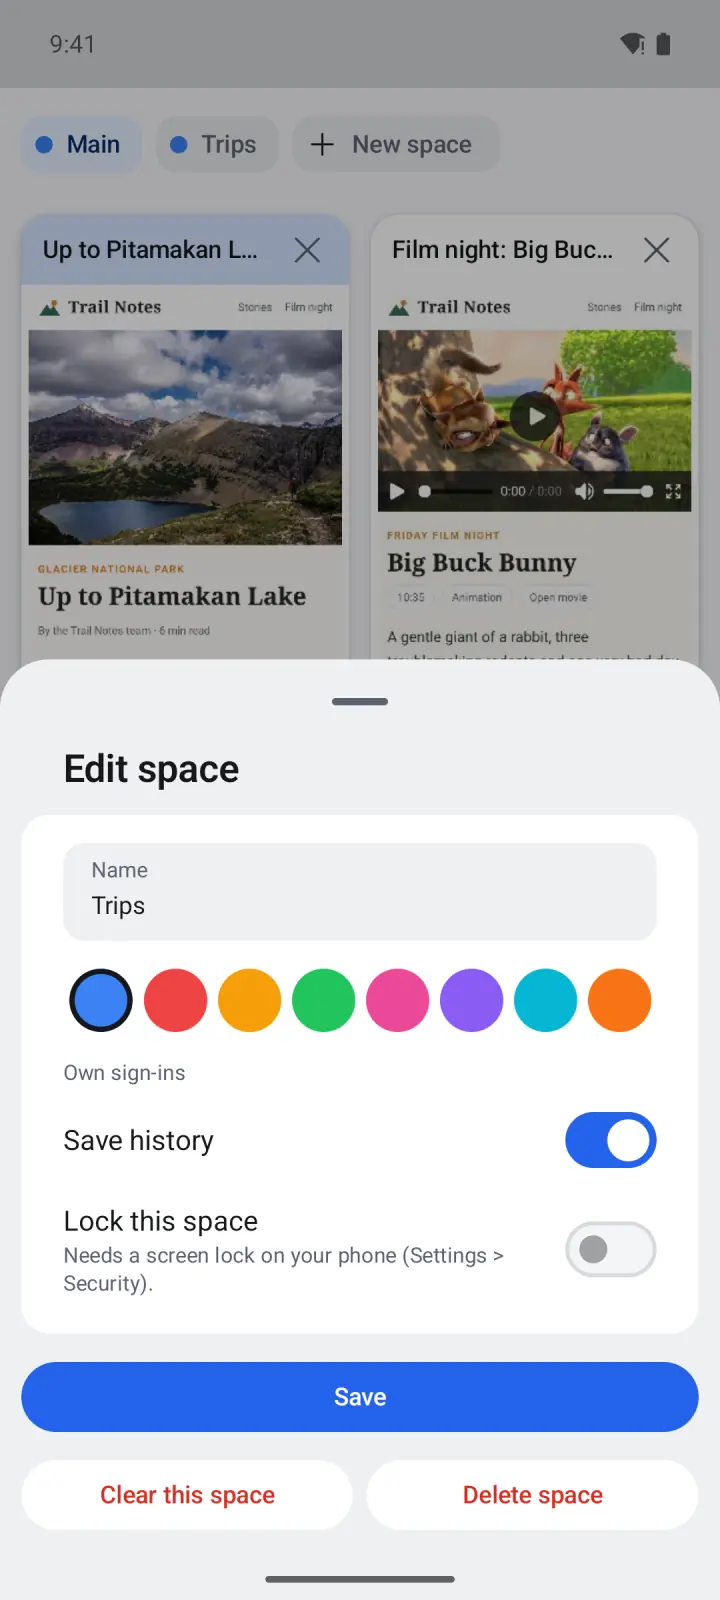 9:41
Main
Trips
New space
Up to Pitamakan L...
Film night: Big Buc...
Trail Notes
Stories
Film night
Trail Notes
Stories
Film night
0:00 / 0:00
GLACIER NATIONAL PARK
Up to Pitamakan Lake
By the Trail Notes team · 6 min read
FRIDAY FILM NIGHT
Big Buck Bunny
10:35
Animation
Open movie
A gentle giant of a rabbit, three
Edit space
Name
Trips
Own sign-ins
Save history
Lock this space
Needs a screen lock on your phone (Settings >
Security).
Save
Clear this space
Delete space